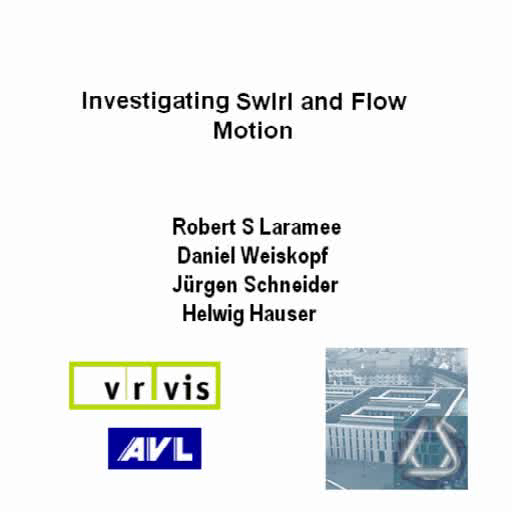 Investigating Swirl and Flow
Motion
Robert S Laramee
Daniel Weiskopf
Jürgen Schneider
Helwig Hauser
vrvis
AVL